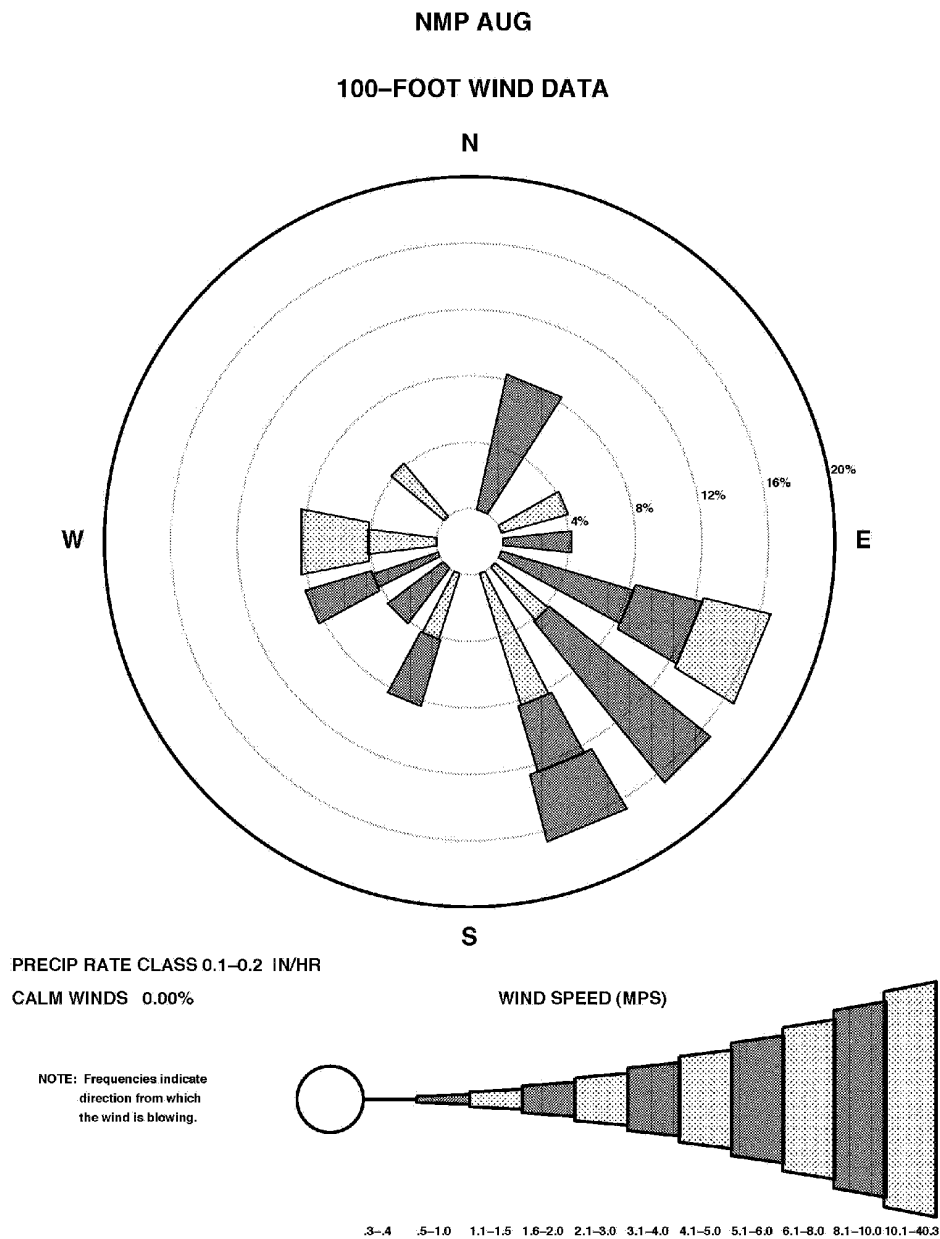 NMP AUG
100–FOOT WIND DATA
N
20%
16%
12%
8%
4%
W
E
S
PRECIP RATE CLASS 0.1–0.2 IN/HR
CALM WINDS 0.00%
WIND SPEED (MPS)
NOTE: Frequencies indicate
direction from which
the wind is blowing.
.3–.4 .5–1.0 1.1–1.5 1.6–2.0 2.1–3.0 3.1–4.0 4.1–5.0 5.1–6.0 6.1–8.0 8.1–10.0 10.1–40.3